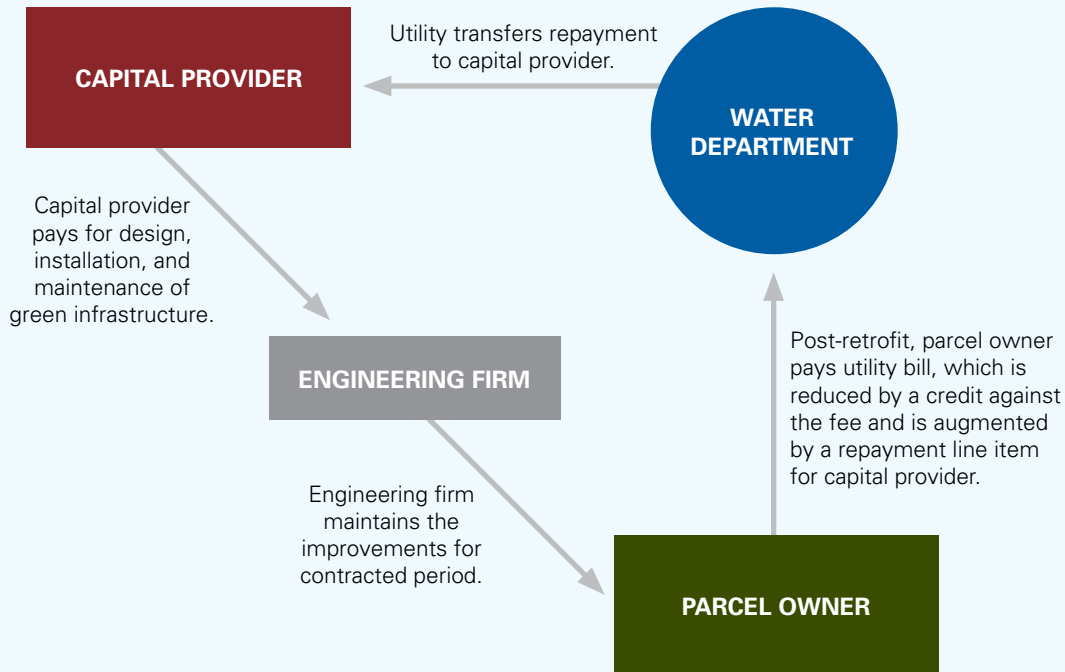 CAPITAL PROVIDER
Utility transfers repayment
to capital provider.
WATER
DEPARTMENT
Capital provider
pays for design,
installation, and
maintenance of
green infrastructure.
ENGINEERING FIRM
Post-retrofit, parcel owner
pays utility bill, which is
reduced by a credit against
the fee and is augmented
by a repayment line item
for capital provider.
Engineering firm
maintains the
improvements for
contracted period.
PARCEL OWNER